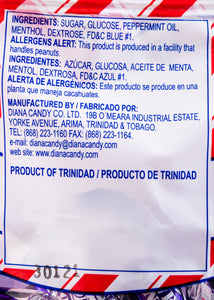 INGREDIENTS: SUGAR, GLUCOSE, PEPPERMINT OIL,
MENTHOL, DEXTROSE, FD&C BLUE #1.
ALLERGENS ALERT: This product is produced in a facility that
handles peanuts.
INGREDIENTES: AZÚCAR, GLUCOSA, ACEITE DE MENTA,
MENTOL, DEXTROSA, FD&C AZUL #1.
ALERTA DE ALERGÉNICOS: Este producto se produce en una
planta que maneja cacahuates.
MANUFACTURED BY / FABRICADO POR:
DIANA CANDY CO. LTD. 19B O'MEARA INDUSTRIAL ESTATE,
YORKE AVENUE, ARIMA, TRINIDAD & TOBAGO.
TEL: (868) 223-1160 FAX: (868) 223-1164.
e-mail: dianacandy@dianacandy.com
website: www.dianacandy.com
PRODUCT OF TRINIDAD / PRODUCTO DE TRINIDAD
30121